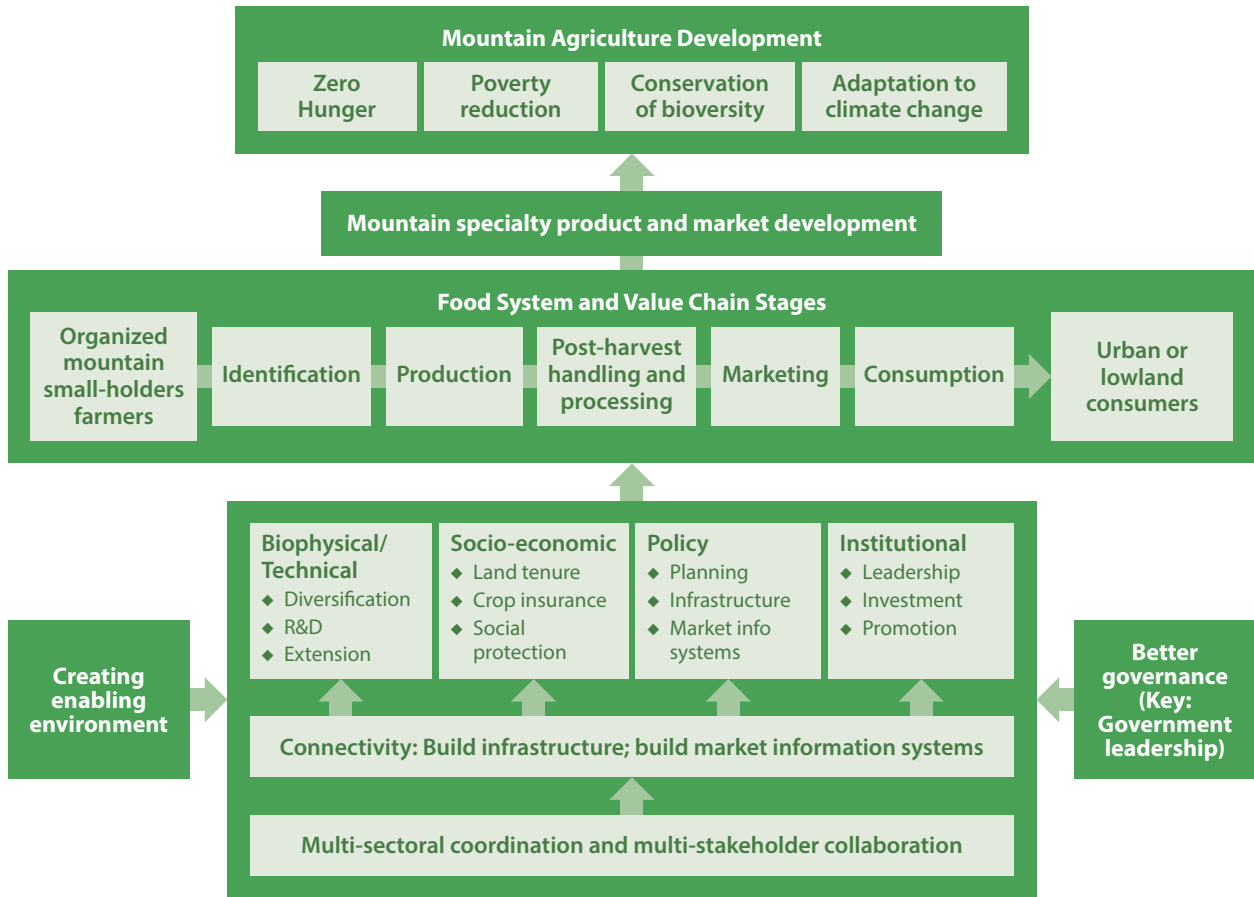 Mountain Agriculture Development
Zero
Hunger
Poverty
reduction
Conservation
of bioversity
Adaptation to
climate change
Mountain specialty product and market development
Food System and Value Chain Stages
Organized
mountain
small-holders
farmers
Identification
Production
Post-harvest
handling and
processing
Marketing
Consumption
Urban or
lowland
consumers
Creating
enabling
environment
Biophysical/
Technical
◆ Diversification
◆ R&D
◆ Extension
Socio-economic
◆ Land tenure
◆ Crop insurance
◆ Social
protection
Policy
◆ Planning
◆ Infrastructure
◆ Market info
systems
Institutional
◆ Leadership
◆ Investment
◆ Promotion
Connectivity: Build infrastructure; build market information systems
Multi-sectoral coordination and multi-stakeholder collaboration
Better
governance
(Key:
Government
leadership)